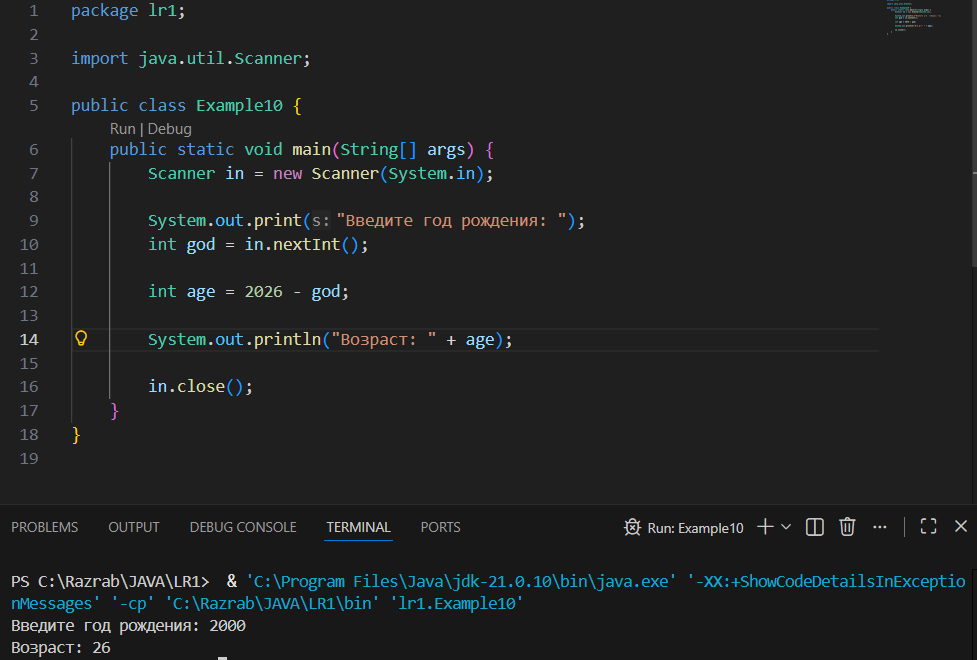 1 package lr1;
2
3 import java.util.Scanner;
4
5 public class Example10 {
Run | Debug
6 public static void main(String[] args) {
7 Scanner in = new Scanner(System.in);
8
9 System.out.print(s: "Введите год рождения: ");
10 int god = in.nextInt();
11
12 int age = 2026 - god;
13
14 System.out.println("Возраст: " + age);
15
16 in.close();
17 }
18 }
19
PROBLEMS OUTPUT DEBUG CONSOLE TERMINAL PORTS Run: Example10
PS C:\Razrab\JAVA\LR1> & 'C:\Program Files\Java\jdk-21.0.10\bin\java.exe' '-XX:+ShowCodeDetailsInExceptio
nMessages' '-cp' 'C:\Razrab\JAVA\LR1\bin' 'lr1.Example10'
Введите год рождения: 2000
Возраст: 26